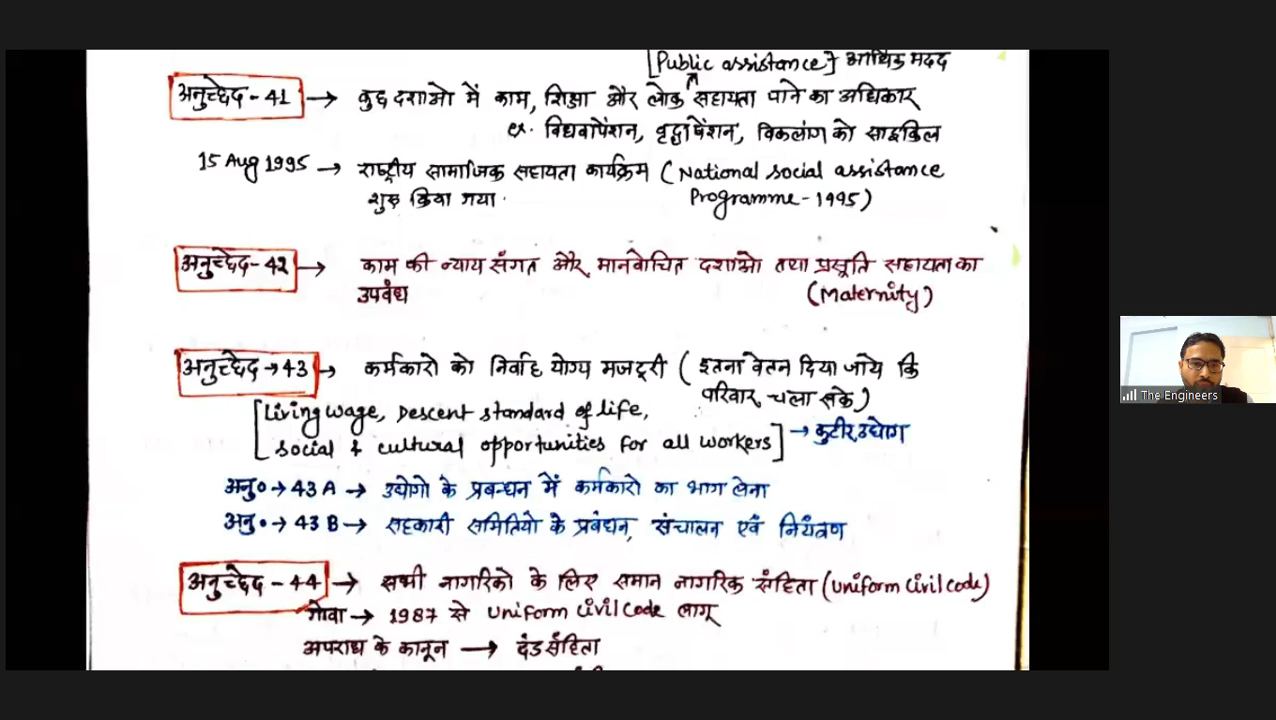 [Public assistance] आर्थिक मदद
अनुच्छेद-41 → कुछ दशाओ में काम, शिक्षा और लोक सहायता पाने का अधिकार
ex. विधवापेंशन, वृद्धापेंशन, विकलांग को साइकिल
15 Aug 1995 → राष्ट्रीय सामाजिक सहायता कार्यक्रम (National social assistance
शुरू किया गया. Programme-1995)
अनुच्छेद-42 → काम की न्याय संगत और मानवोचित दशाओ तथा प्रसूति सहायता का
उपबंध (Maternity)
अनुच्छेद→43→ कर्मकारो को निर्वाह योग्य मजदूरी (इतना वेतन दिया जाये कि
परिवार चला सके)
[Living wage, Descent standard of life,
social & cultural opportunities for all workers] → कुटीर उद्योग
अनु० → 43 A → उद्योगो के प्रबन्धन में कर्मकारो का भाग लेना
अनु० → 43 B → सहकारी समितियो के प्रबंधन, संचालन एवं नियंत्रण
अनुच्छेद-44 → सभी नागरिको के लिए समान नागरिक संहिता (Uniform Civil Code)
गोवा → 1987 से Uniform Civil Code लागू
अपराध के कानून → दंड संहिता
The Engineers